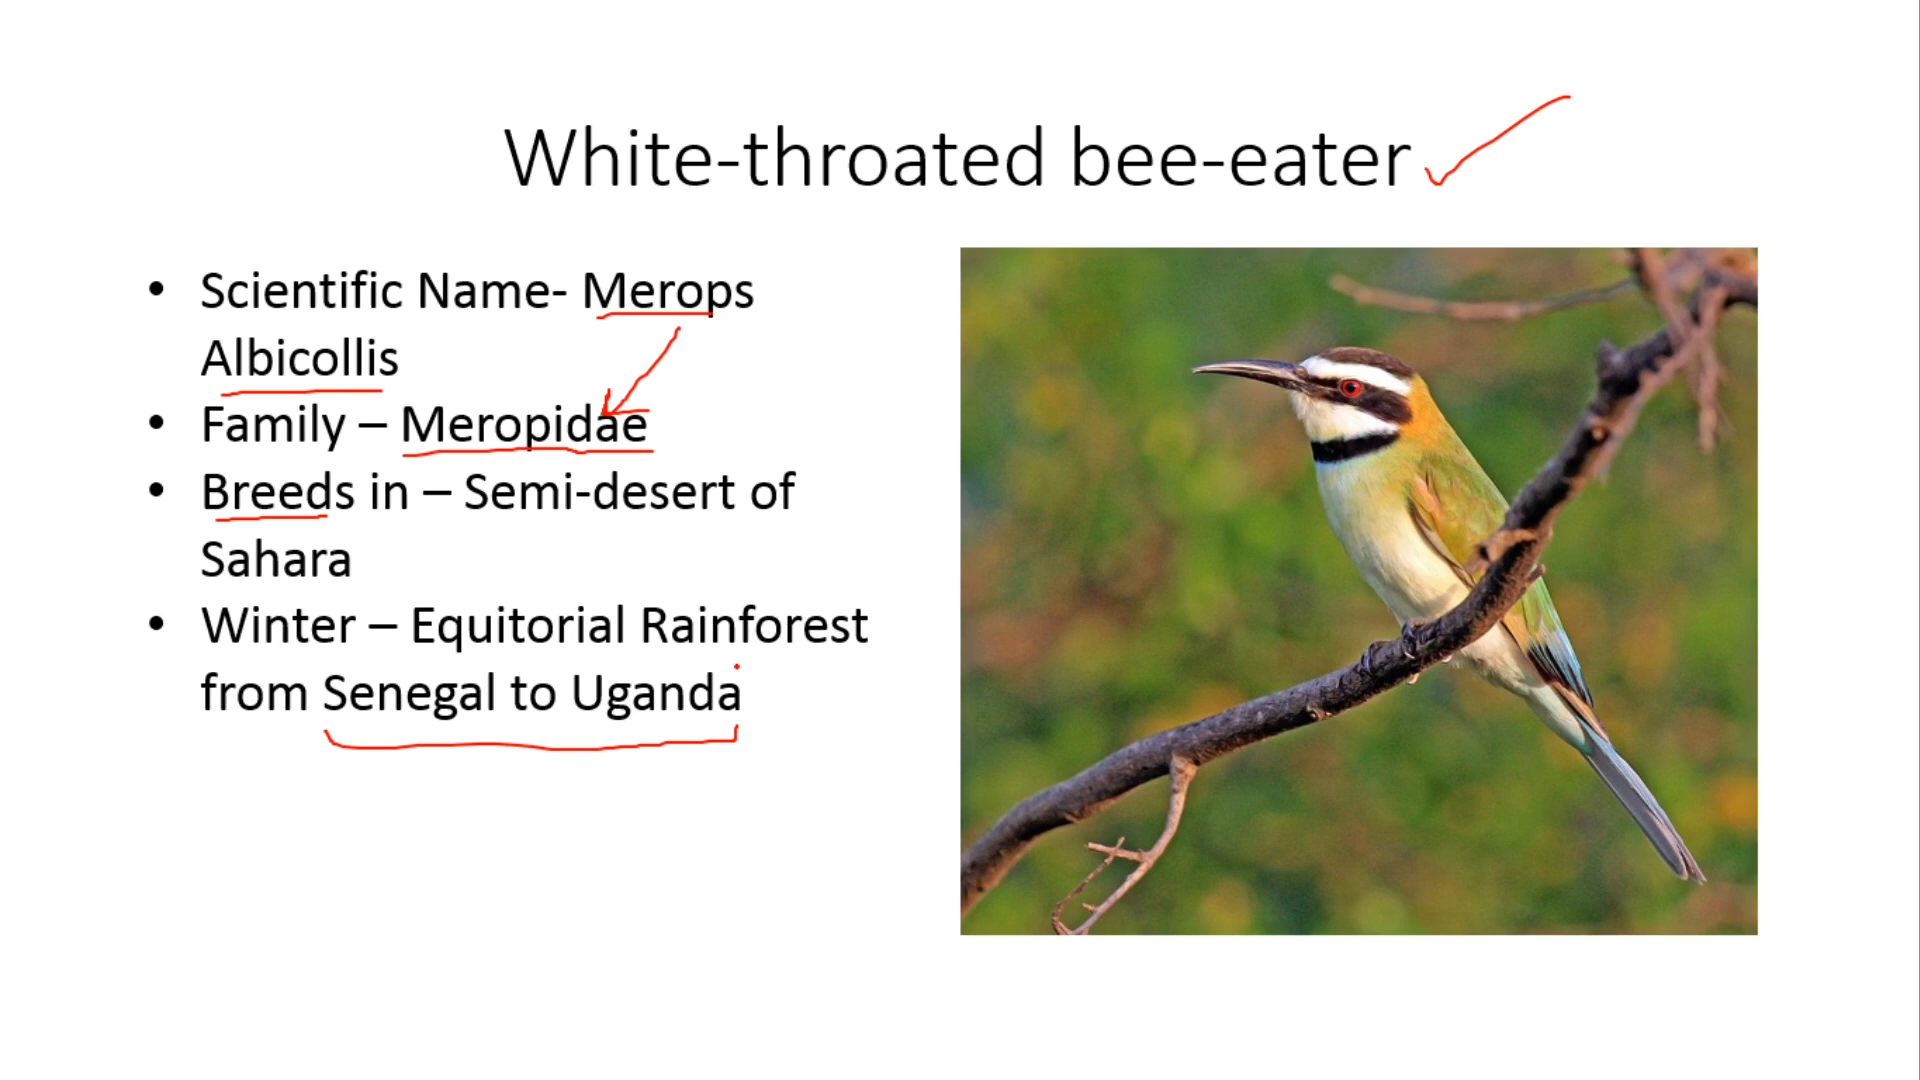 White-throated bee-eater
• Scientific Name- Merops
Albicollis
• Family – Meropidae
• Breeds in – Semi-desert of
Sahara
• Winter – Equitorial Rainforest
from Senegal to Uganda